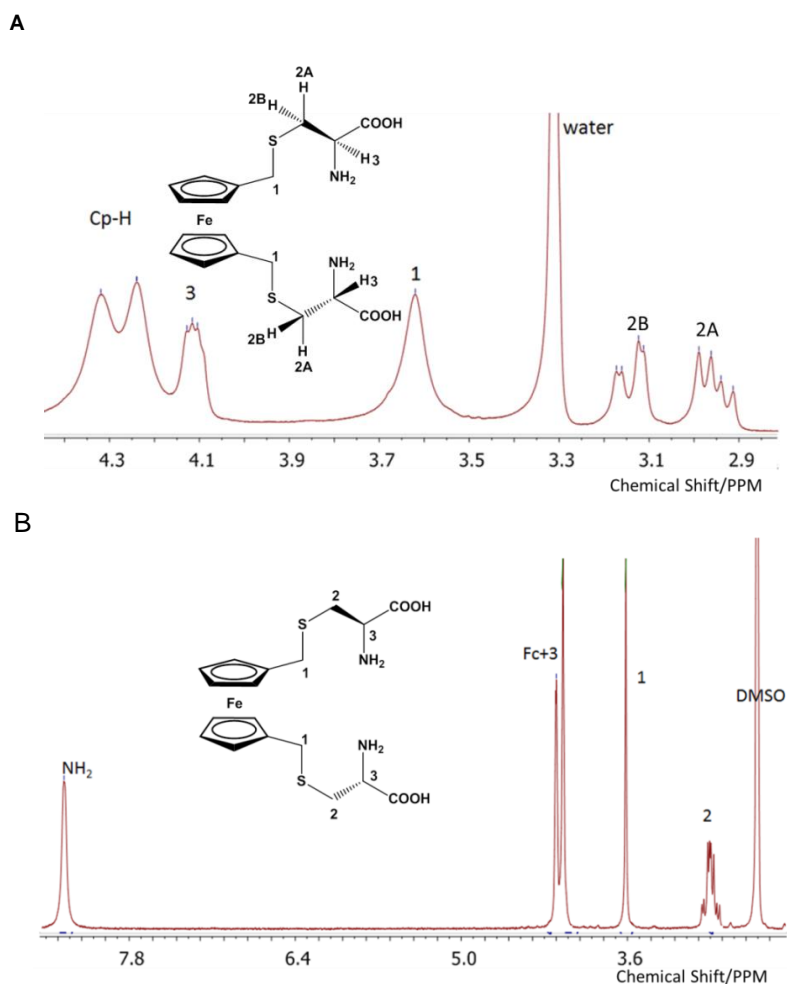 A
2A
H
2B
H
COOH
S
H3
NH₂
water
1
Cp-H
Fe
1
NH₂
H3
3
S
COOH
1
2B
H
H
2A
2B
2A
4.3 4.1 3.9 3.7 3.5 3.3 3.1 2.9
Chemical Shift/PPM
B
2
COOH
S
3
NH₂
1
Fc+3
1
Fe
DMSO
1
NH₂
3
NH₂
S
COOH
2
2
7.8 6.4 5.0 3.6
Chemical Shift/PPM